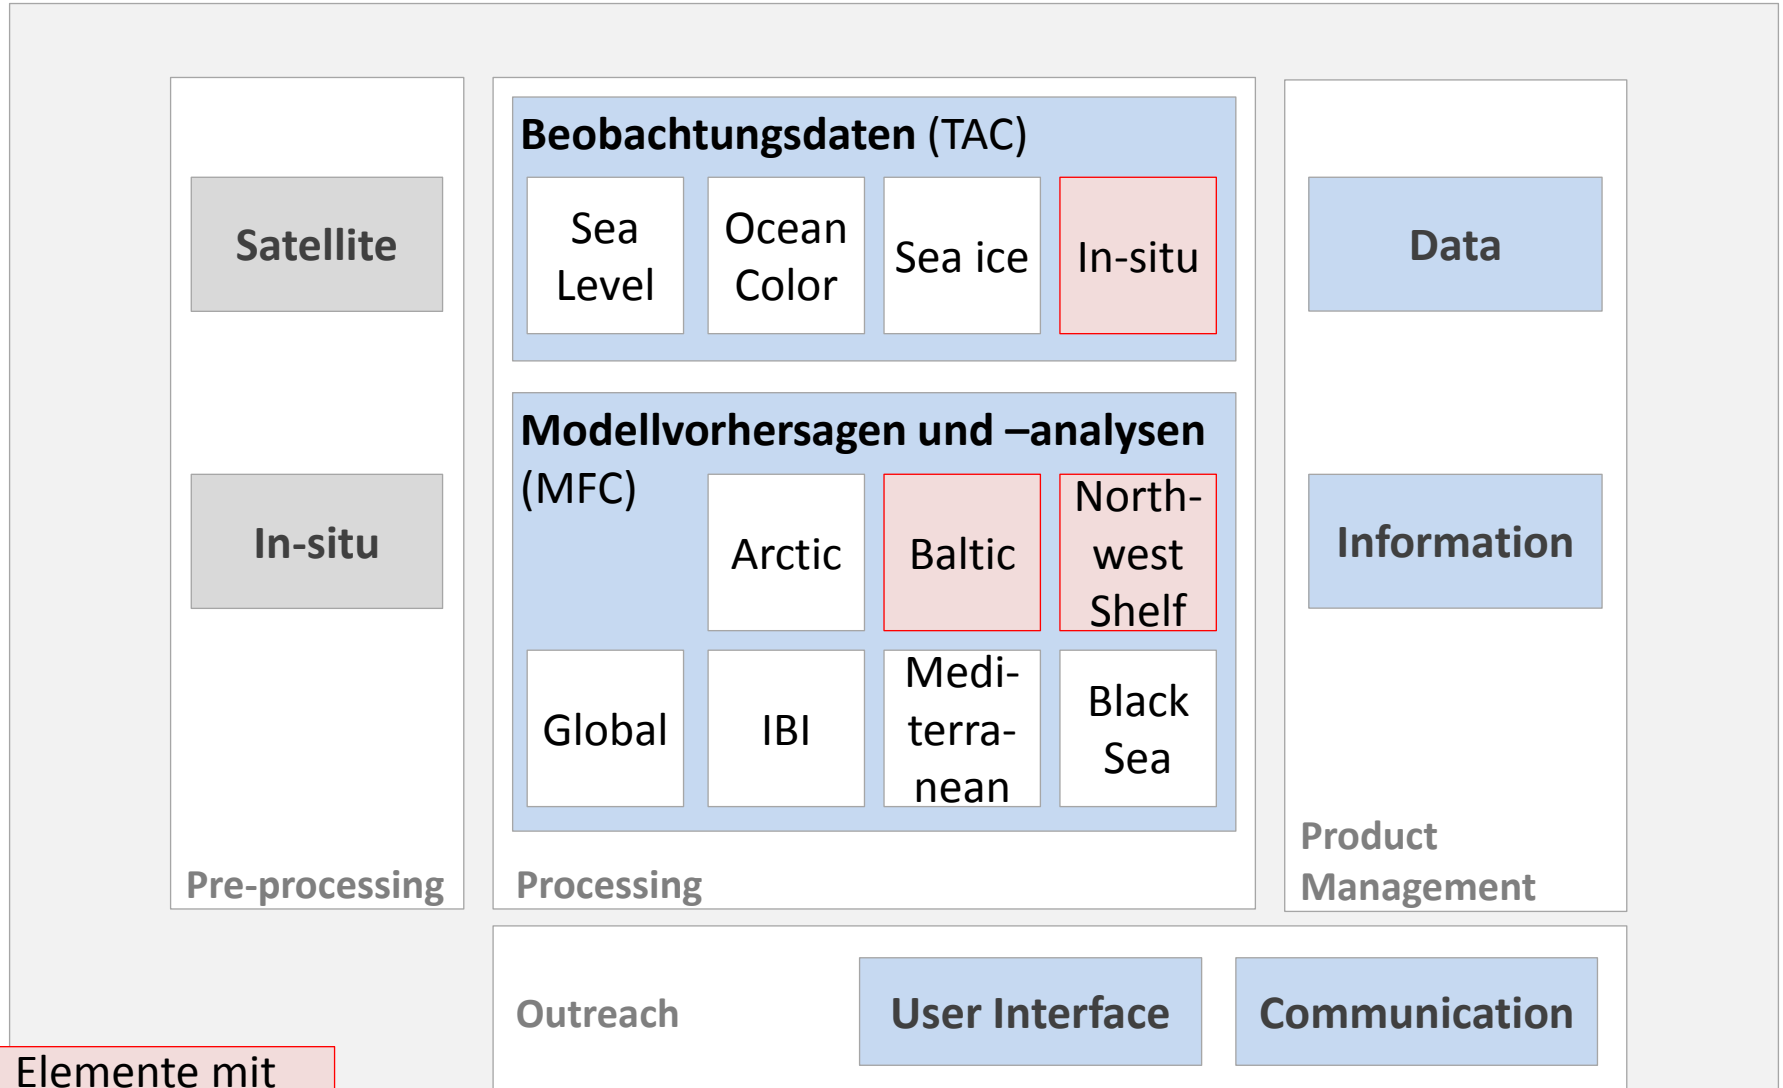 Satellite
In-situ
Pre-processing
Beobachtungsdaten (TAC)
Sea
Level
Ocean
Color
Sea ice
In-situ
Modellvorhersagen und –analysen
(MFC)
Arctic
Baltic
North-
west
Shelf
Global
IBI
Medi-
terra-
nean
Black
Sea
Processing
Data
Information
Product
Management
Outreach
User Interface
Communication
Elemente mit